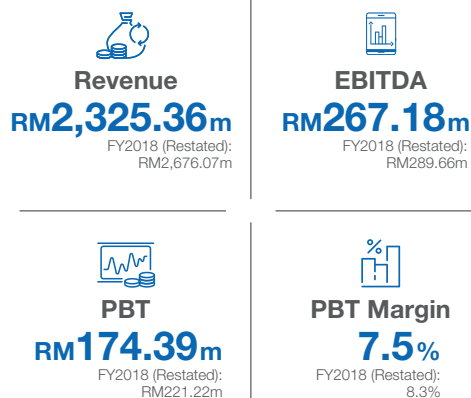 Revenue
RM2,325.36m
FY2018 (Restated):
RM2,676.07m
EBITDA
RM267.18m
FY2018 (Restated):
RM289.66m
PBT
RM174.39m
FY2018 (Restated):
RM221.22m
%
PBT Margin
7.5%
FY2018 (Restated):
8.3%